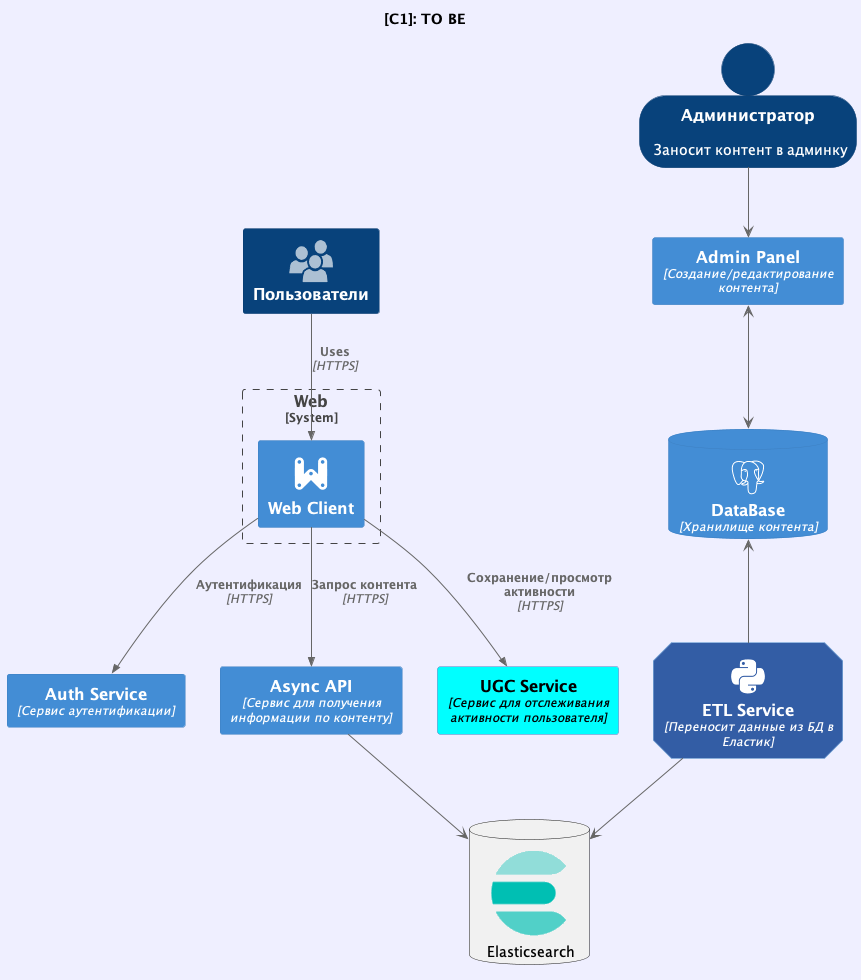 [C1]: TO BE
Администратор
Заносит контент в админку
Admin Panel
[Создание/редактирование
контента]
Пользователи
Uses
[HTTPS]
Web
[System]
Web Client
DataBase
[Хранилище контента]
Аутентификация
[HTTPS]
Запрос контента
[HTTPS]
Сохранение/просмотр
активности
[HTTPS]
Auth Service
[Сервис аутентификации]
Async API
[Сервис для получения
информации по контенту]
UGC Service
[Сервис для отслеживания
активности пользователя]
ETL Service
[Переносит данные из БД в
Еластик]
Elasticsearch